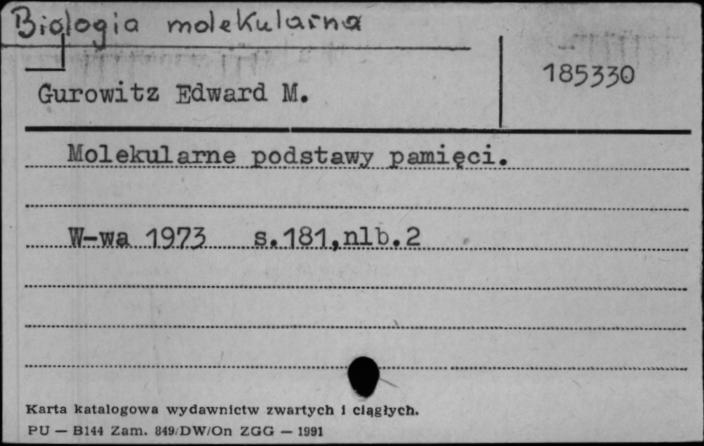 Biologia molekularna
185330
Gurowitz Edward M.
Molekularne podstawy pamięci.
W-wa 1973 s.181,nlb.2
Karta katalogowa wydawnictw zwartych i ciągłych.
PU — B144 Zam. 849/DW/On ZGG — 1991